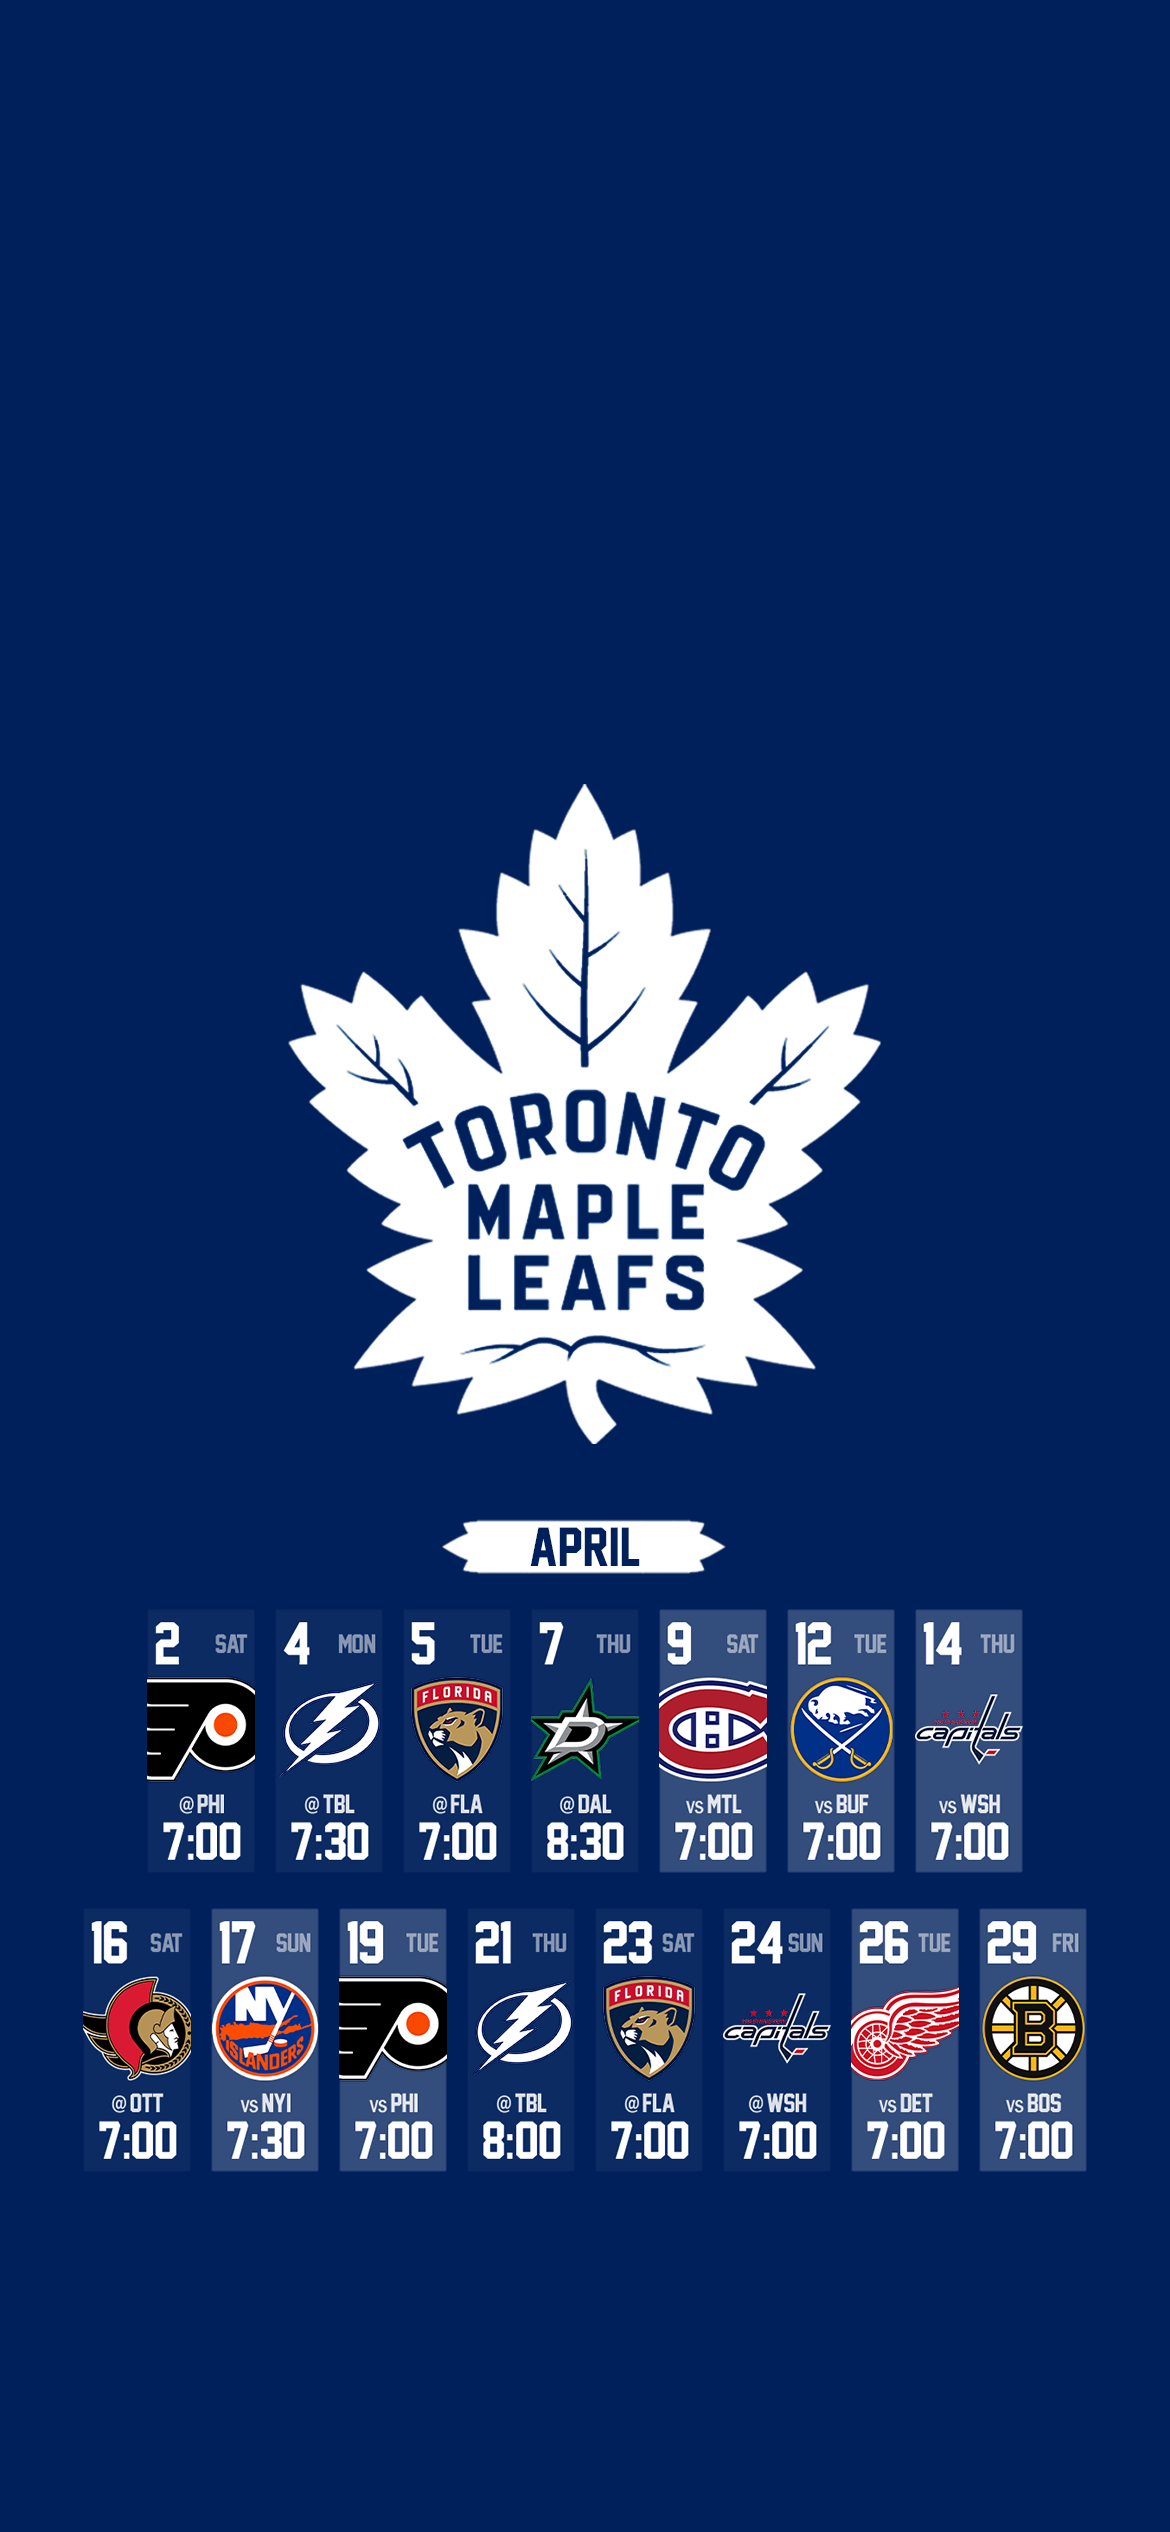 TORONTO
MAPLE
LEAFS
APRIL
2 SAT 4 MON 5 TUE 7 THU 9 SAT 12 TUE 14 THU
FLORIDA D capitals
@PHI @TBL @FLA @DAL vs MTL vs BUF vs WSH
7:00 7:30 7:00 8:30 7:00 7:00 7:00
16 SAT 17 SUN 19 TUE 21 THU 23 SAT 24 SUN 26 TUE 29 FRI
NY ISLANDERS FLORIDA capitals B
@OTT vs NYI vs PHI @TBL @FLA @WSH vs DET vs BOS
7:00 7:30 7:00 8:00 7:00 7:00 7:00 7:00